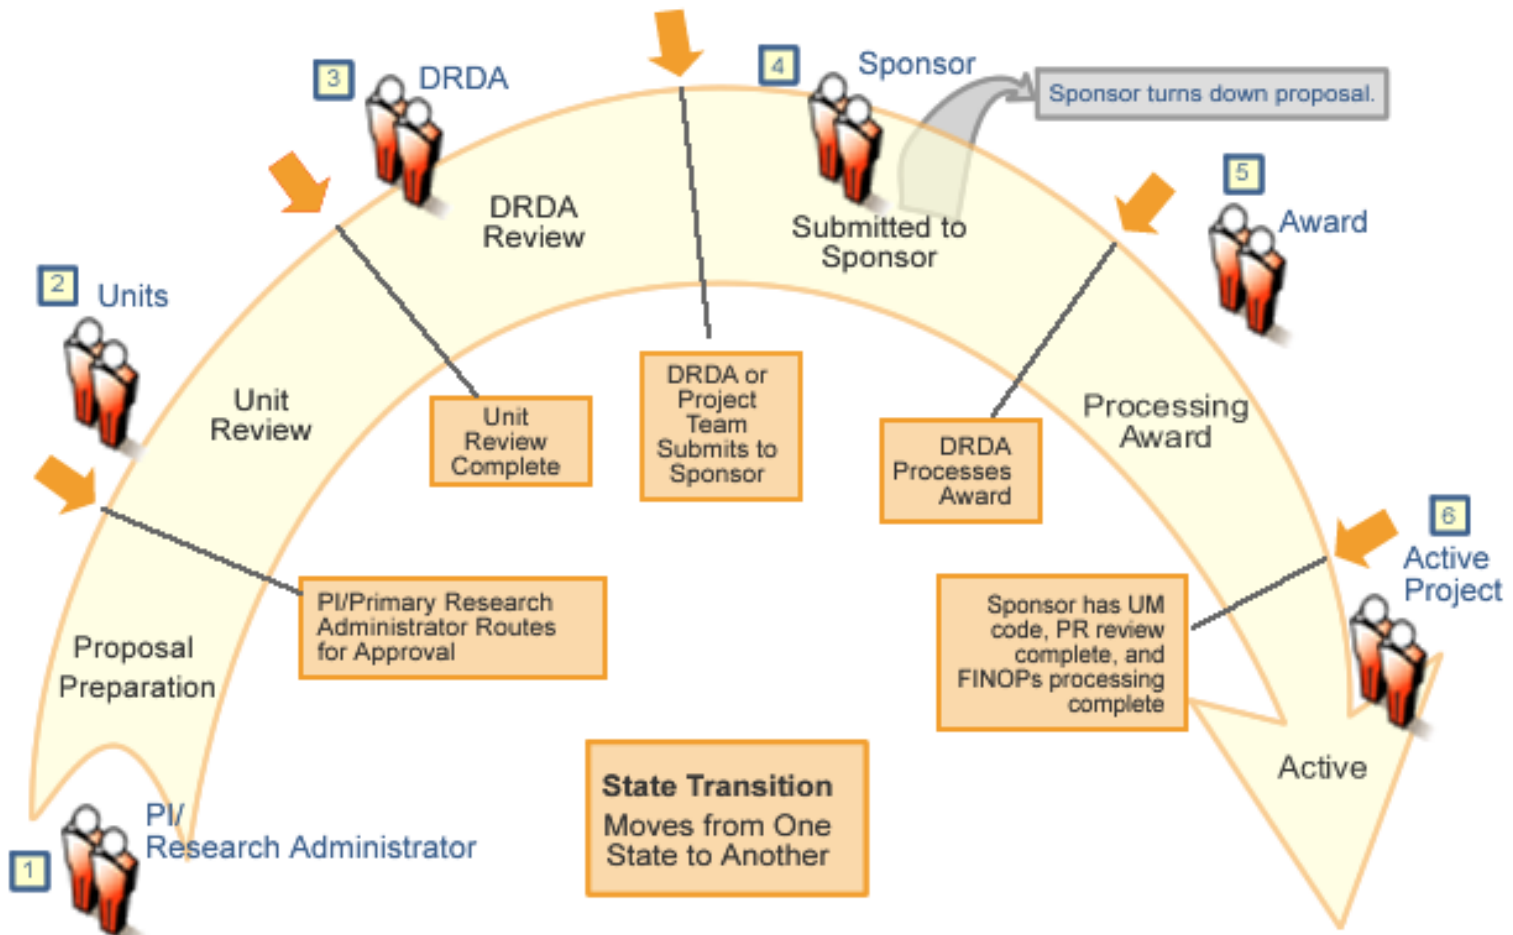 1
PI/
Research Administrator
Proposal
Preparation
PI/Primary Research
Administrator Routes
for Approval
2
Units
Unit
Review
Unit
Review
Complete
3
DRDA
DRDA
Review
DRDA or
Project
Team
Submits to
Sponsor
4
Sponsor
Sponsor turns down proposal.
Submitted to
Sponsor
DRDA
Processes
Award
5
Award
Processing
Award
Sponsor has UM
code, PR review
complete, and
FINOPs processing
complete
6
Active
Project
Active
State Transition
Moves from One
State to Another